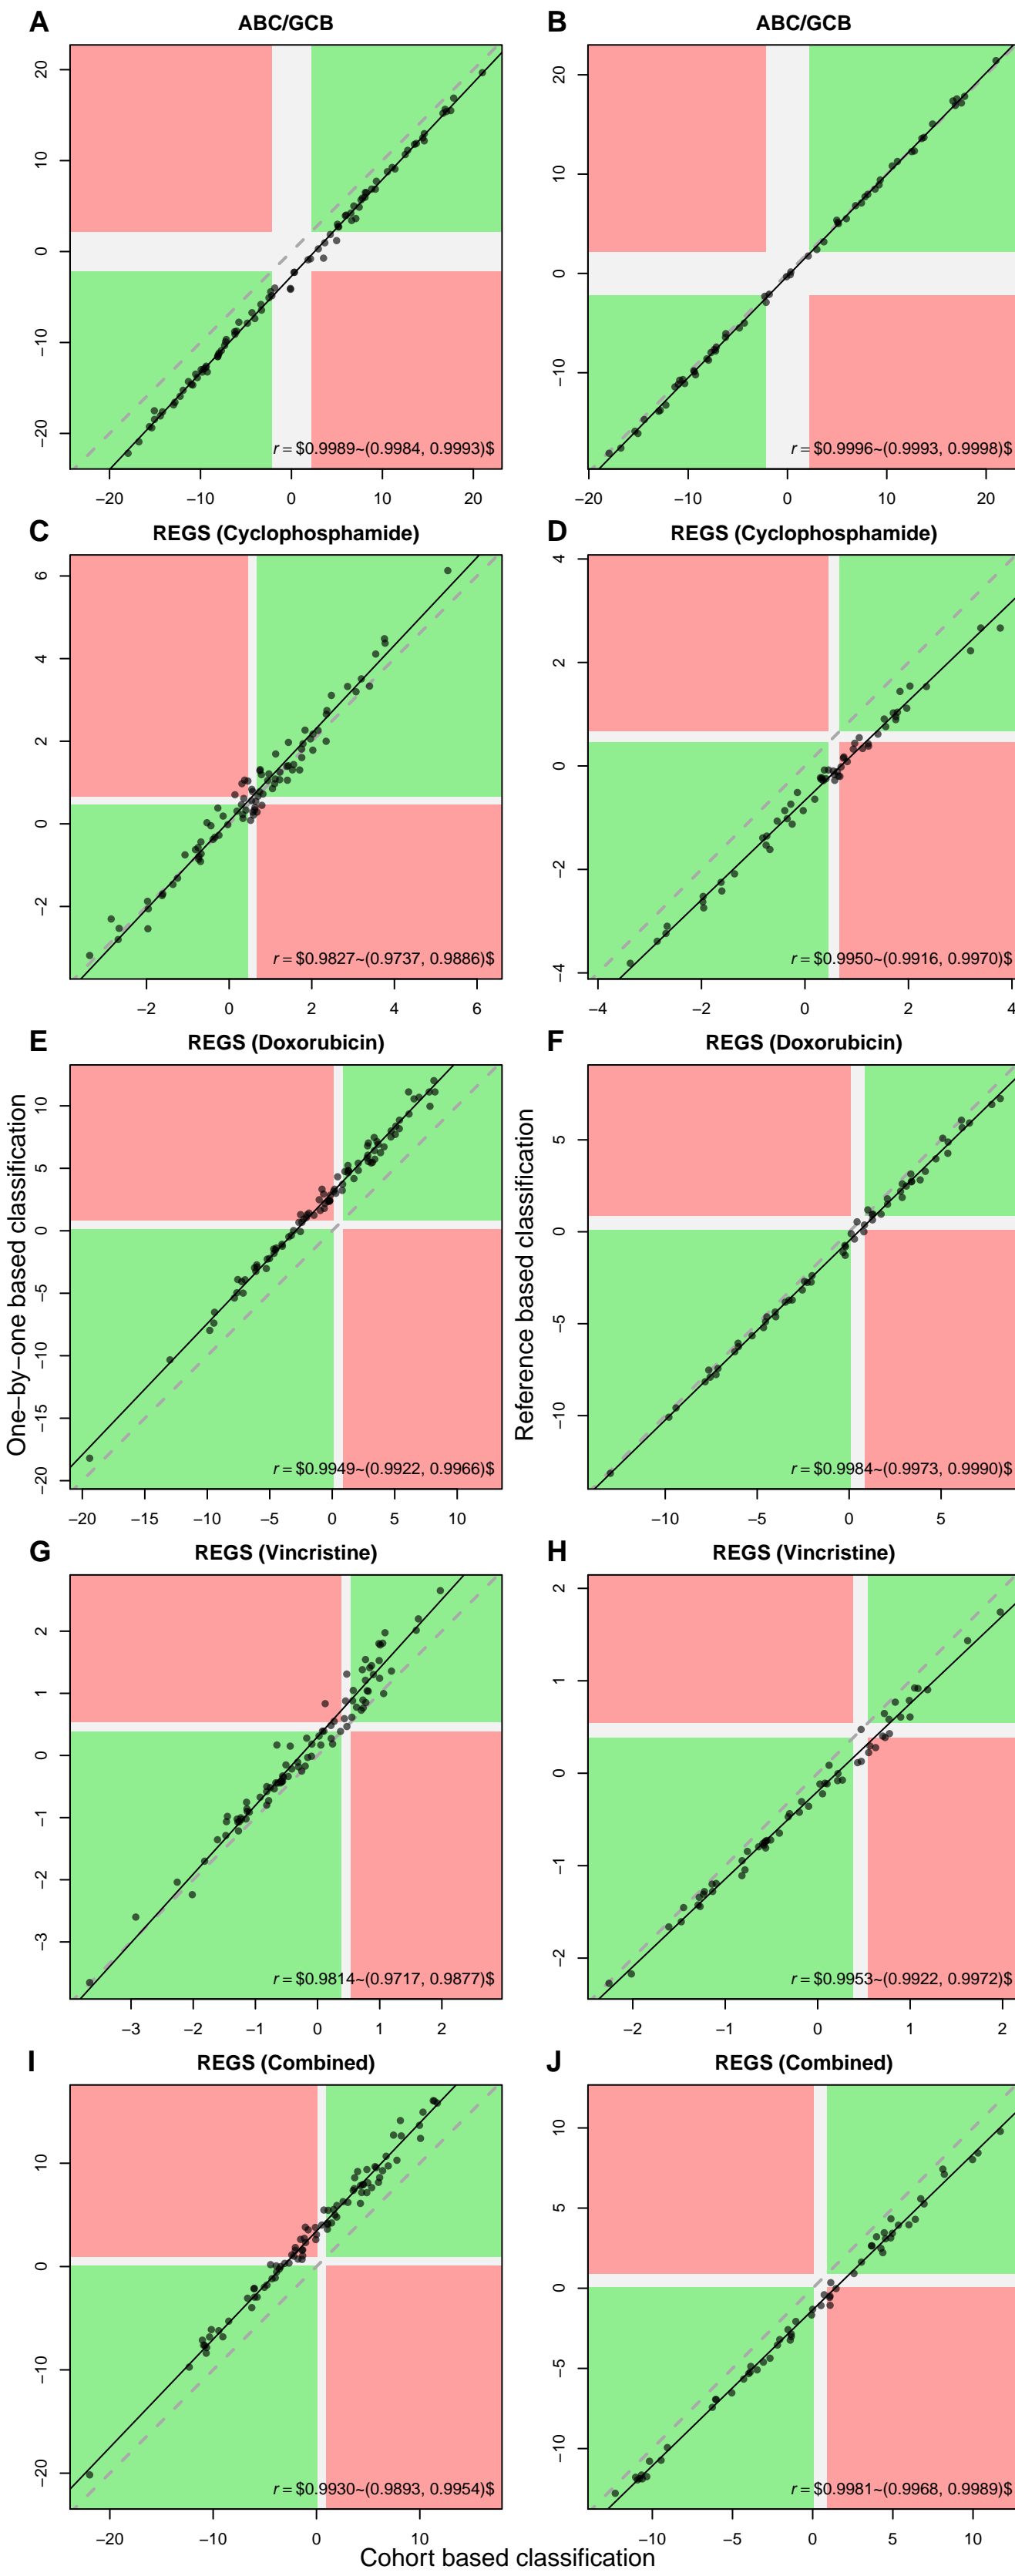 A
ABC/GCB
20
10
0
−10
−20
r = $0.9989~(0.9984, 0.9993)$
−20 −10 0 10 20
B
ABC/GCB
20
10
0
−10
r = $0.9996~(0.9993, 0.9998)$
−20 −10 0 10 20
C
REGS (Cyclophosphamide)
6
4
2
0
−2
r = $0.9827~(0.9737, 0.9886)$
−2 0 2 4 6
D
REGS (Cyclophosphamide)
4
2
0
−2
−4
r = $0.9950~(0.9916, 0.9970)$
−4 −2 0 2 4
One−by−one based classification
E
REGS (Doxorubicin)
10
5
0
−5
−10
−15
−20
r = $0.9949~(0.9922, 0.9966)$
−20 −15 −10 −5 0 5 10
Reference based classification
F
REGS (Doxorubicin)
5
0
−5
−10
r = $0.9984~(0.9973, 0.9990)$
−10 −5 0 5
G
REGS (Vincristine)
2
1
0
−1
−2
−3
r = $0.9814~(0.9717, 0.9877)$
−3 −2 −1 0 1 2
H
REGS (Vincristine)
2
1
0
−1
−2
r = $0.9953~(0.9922, 0.9972)$
−2 −1 0 1 2
I
REGS (Combined)
10
0
−10
−20
r = $0.9930~(0.9893, 0.9954)$
−20 −10 0 10
J
REGS (Combined)
10
5
0
−5
−10
r = $0.9981~(0.9968, 0.9989)$
−10 −5 0 5 10
Cohort based classification